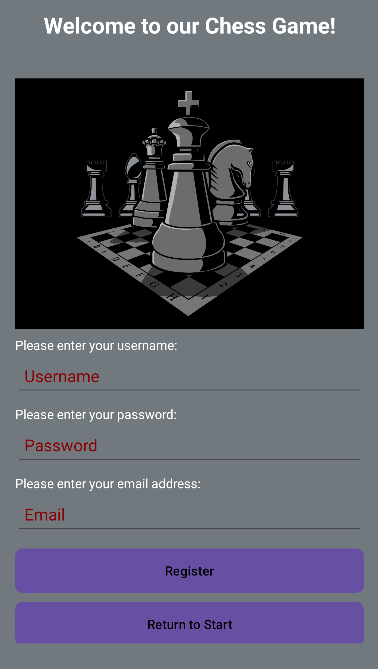 Welcome to our Chess Game!
Please enter your username:
Username
Please enter your password:
Password
Please enter your email address:
Email
Register
Return to Start